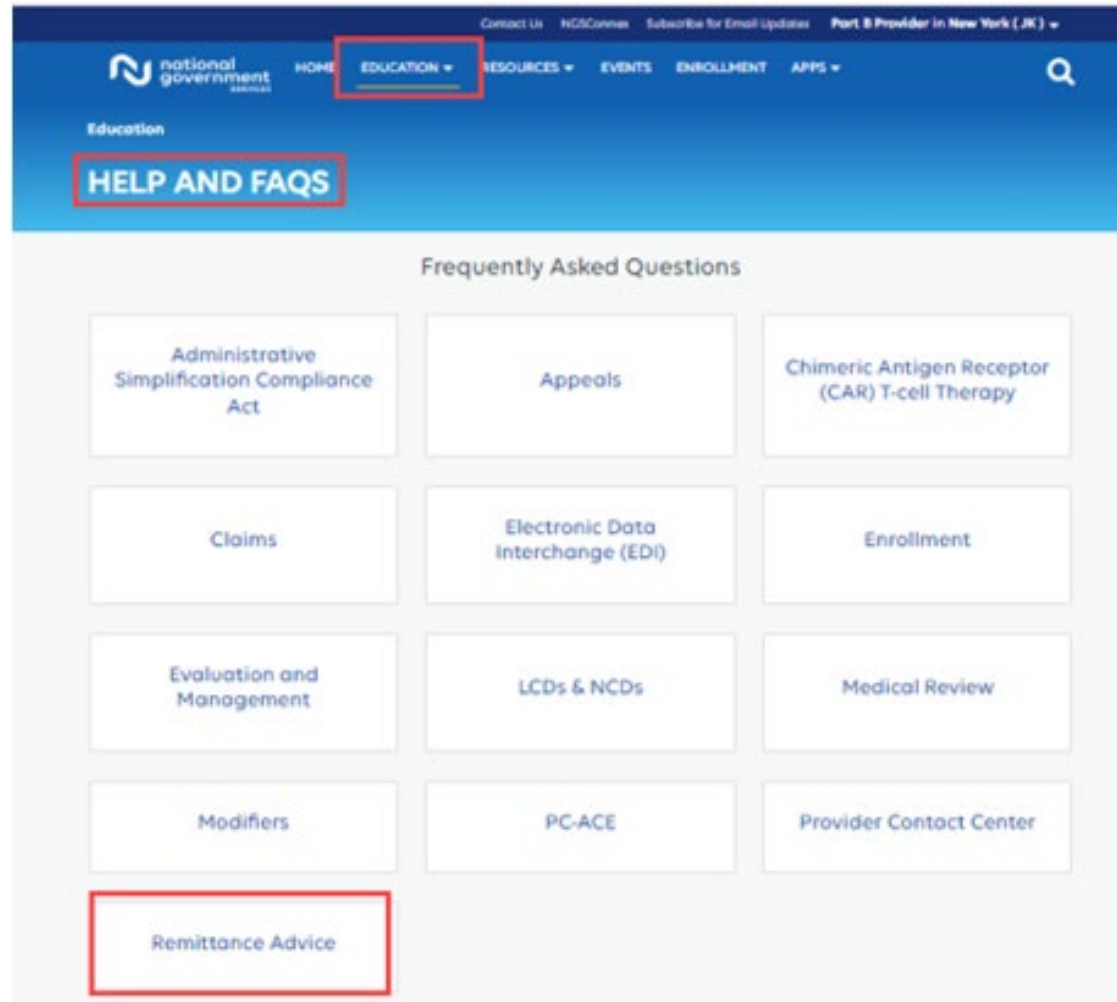 Contact Us NGSConnex Subscribe for Email Updates Part B Provider in New York ( JK )
national
government
SERVICES
HOME EDUCATION RESOURCES EVENTS ENROLLMENT APPS
Education
HELP AND FAQS
Frequently Asked Questions
Administrative
Simplification Compliance
Act
Appeals
Chimeric Antigen Receptor
(CAR) T-cell Therapy
Claims
Electronic Data
Interchange (EDI)
Enrollment
Evaluation and
Management
LCDs & NCDs
Medical Review
Modifiers
PC-ACE
Provider Contact Center
Remittance Advice